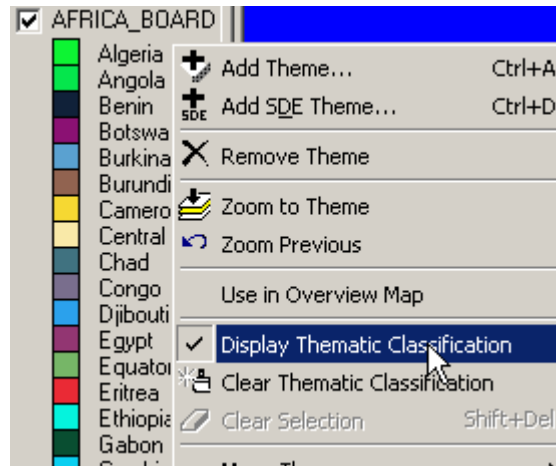 AFRICA_BOARD
Algeria
Angola
Benin
Botswa
Burkina
Burundi
Camero
Central
Chad
Congo
Djibouti
Egypt
Equator
Eritrea
Ethiopia
Gabon
Add Theme... Ctrl+A
SDE Add SDE Theme... Ctrl+D
Remove Theme
Zoom to Theme
Zoom Previous
Use in Overview Map
Display Thematic Classification
Clear Thematic Classification
Clear Selection Shift+Del